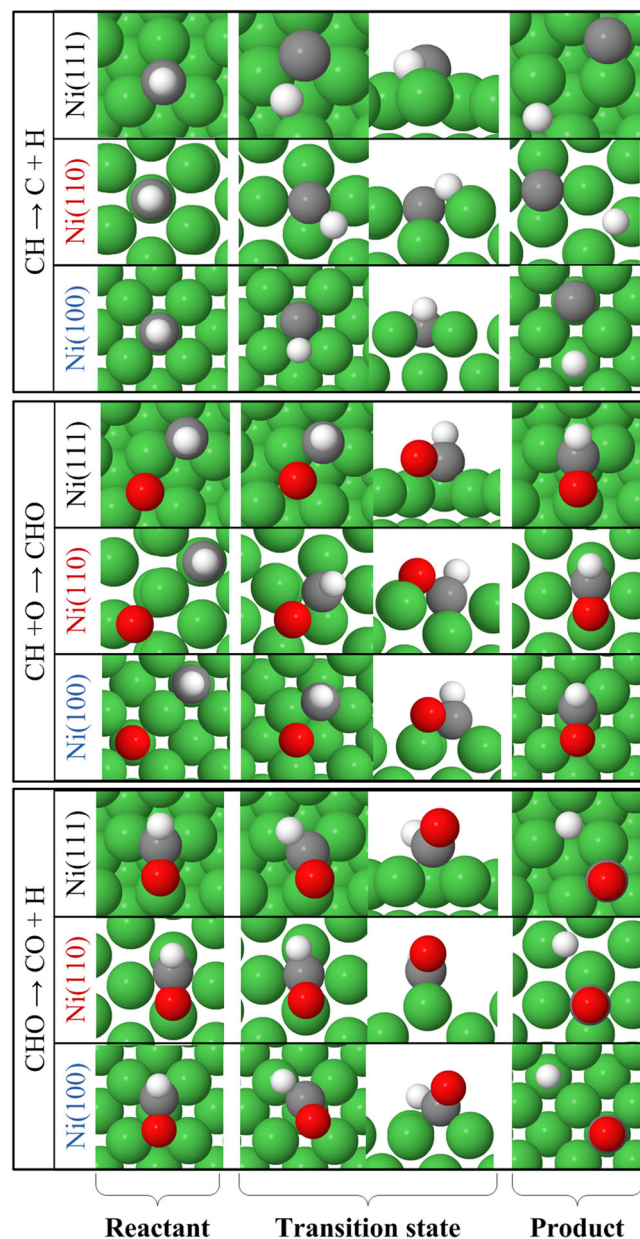 CH → C + H
Ni(111)
Ni(110)
Ni(100)
CH +O → CHO
Ni(111)
Ni(110)
Ni(100)
CHO → CO + H
Ni(111)
Ni(110)
Ni(100)
Reactant Transition state Product